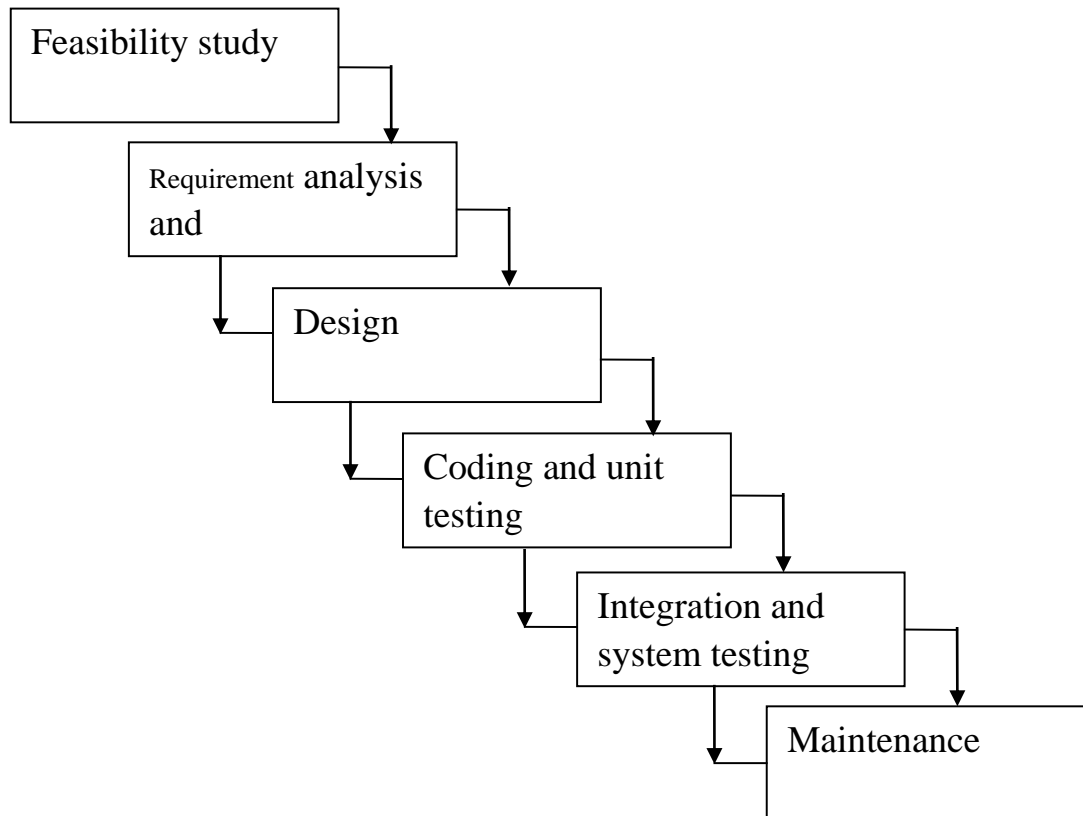 Feasibility study
Requirement analysis
and
Design
Coding and unit
testing
Integration and
system testing
Maintenance